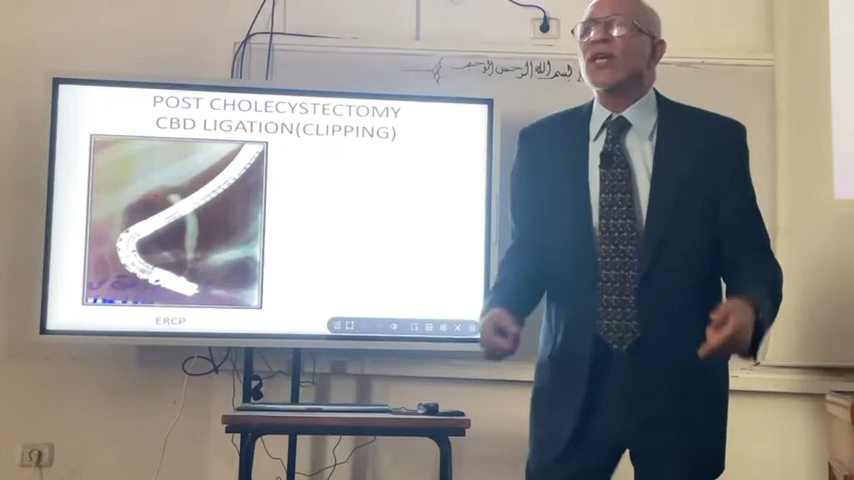 بسم الله الرحمن الرحيم
POST CHOLECYSTECTOMY
CBD LIGATION(CLIPPING)
ERCP